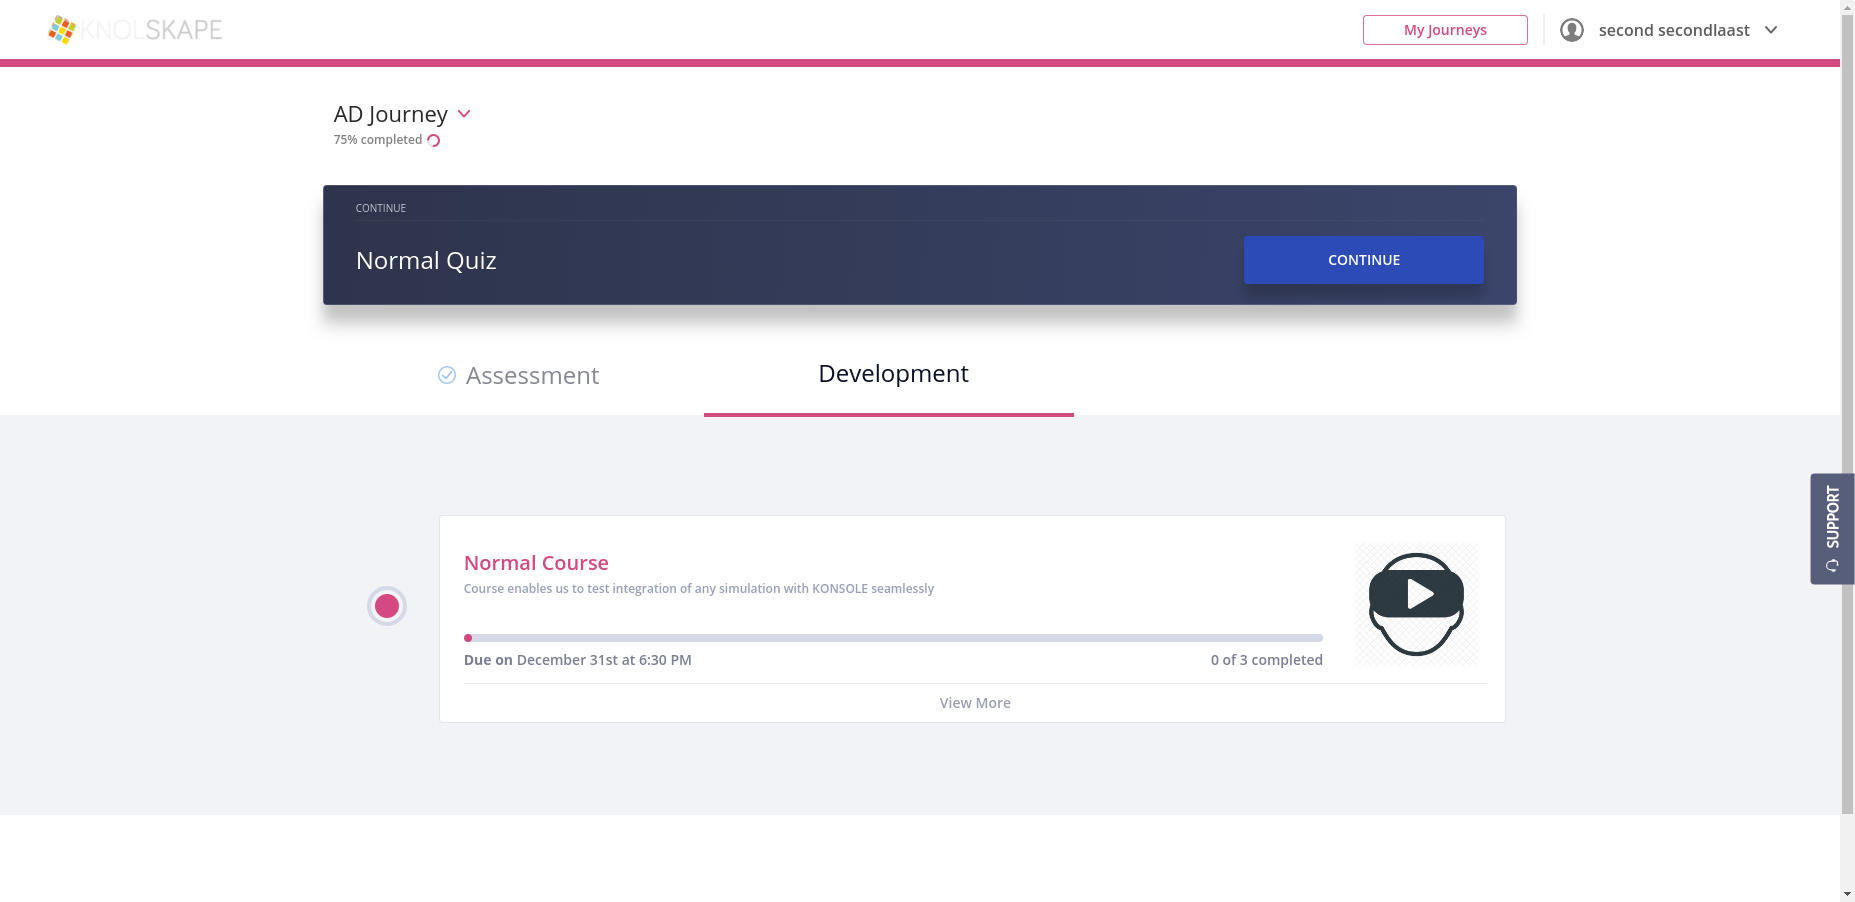 KNOLSKAPE
My Journeys
second secondlaast
AD Journey
75% completed
CONTINUE
Normal Quiz
CONTINUE
Assessment
Development
Normal Course
Course enables us to test integration of any simulation with KONSOLE seamlessly
Due on December 31st at 6:30 PM
0 of 3 completed
View More
SUPPORT